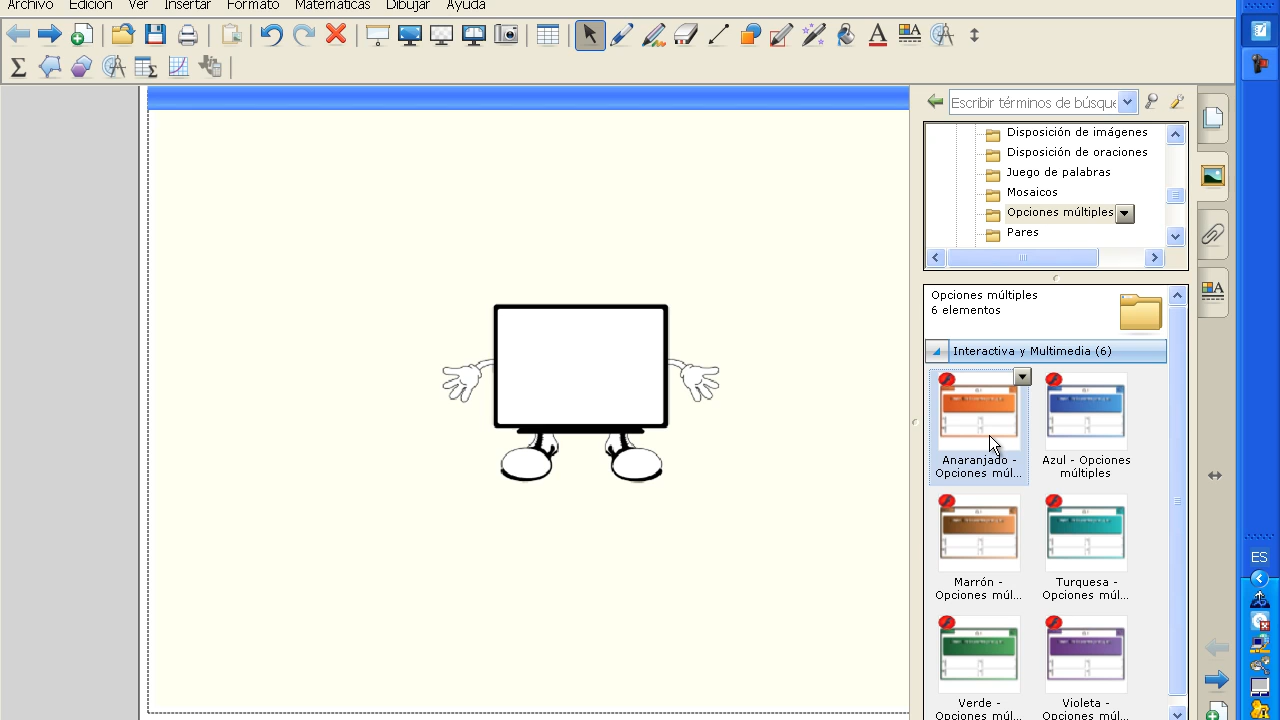 Archivo Edición Ver Insertar Formato Matemáticas Dibujar Ayuda
Escribir términos de búsque
Disposición de imágenes
Disposición de oraciones
Juego de palabras
Mosaicos
Opciones múltiples
Pares
Opciones múltiples
6 elementos
Interactiva y Multimedia (6)
Anaranjado -
Opciones múl...
Azul - Opciones
múltiples
Marrón -
Opciones múl...
Turquesa -
Opciones múl...
Verde -
Opciones múl...
Violeta -
Opciones múl...
ES